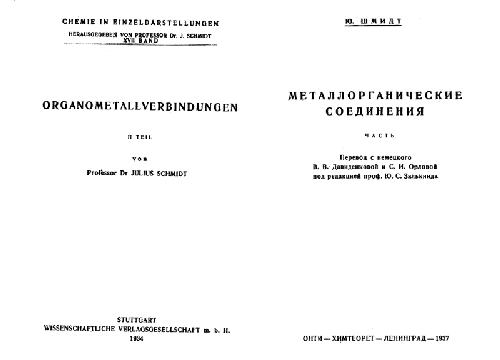 CHEMIE IN EINZELDARSTELLUNGEN
HERAUSGEGEBEN VON PROFESSOR Dr. J. SCHMIDT
XVII BAND
ORGANOMETALLVERBINDUNGEN
II TEIL
VON
Professor Dr JULIUS SCHMIDT
STUTTGART
WISSENSCHAFTLICHE VERLAGSGESELLSCHAFT m. b. H.
1934
Ю. ШМИДТ
МЕТАЛЛОРГАНИЧЕСКИЕ
СОЕДИНЕНИЯ
ЧАСТЬ
Перевод с немецкого
В. В. Давиденковой и С. И. Орловой
под редакцией проф. Ю. С. Залькинда
ОНТИ — ХИМТЕОРЕТ — ЛЕНИНГРАД — 1937